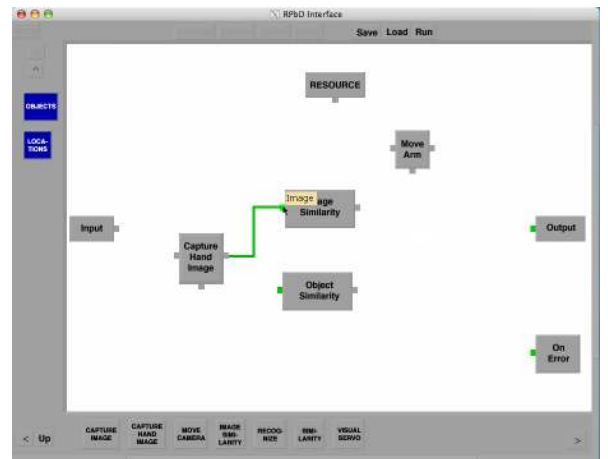 RPbD Interface
Save Load Run
RESOURCE
OBJECTS
LOCA-
TIONS
Move
Arm
Image
age
Similarity
Input
Output
Capture
Hand
Image
Object
Similarity
On
Error
< Up
CAPTURE
IMAGE
CAPTURE
HAND
IMAGE
MOVE
CAMERA
IMAGE
SIMI-
LARITY
RECOG-
NIZE
SIMI-
LARITY
VISUAL
SERVO
>